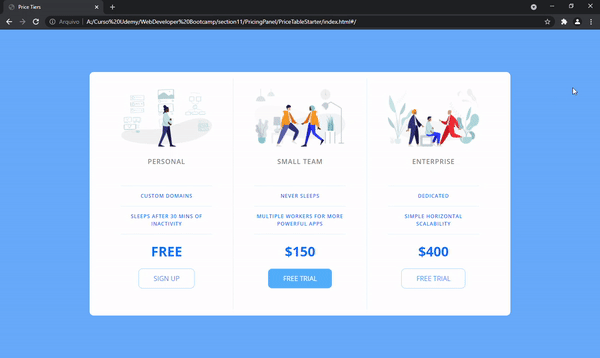 Price Tiers
Arquivo | A:/Curso%20Udemy/WebDeveloper%20Bootcamp/section11/PricingPanel/PriceTableStarter/index.html#/
PERSONAL
CUSTOM DOMAINS
SLEEPS AFTER 30 MINS OF
INACTIVITY
FREE
SIGN UP
SMALL TEAM
NEVER SLEEPS
MULTIPLE WORKERS FOR MORE
POWERFUL APPS
$150
FREE TRIAL
ENTERPRISE
DEDICATED
SIMPLE HORIZONTAL
SCALABILITY
$400
FREE TRIAL